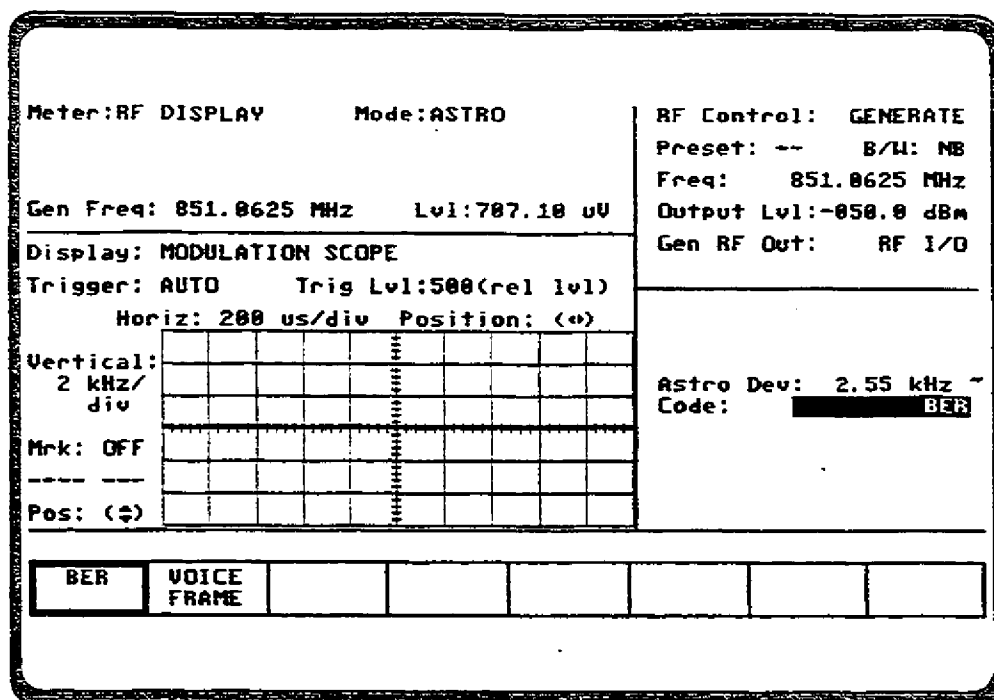 Meter:RF DISPLAY Mode:ASTRO
Gen Freq: 851.0625 MHz Lvl:707.10 uV
RF Control: GENERATE
Preset: -- B/W: NB
Freq: 851.0625 MHz
Output Lvl:-050.0 dBm
Gen RF Out: RF I/O
Display: MODULATION SCOPE
Trigger: AUTO Trig Lvl:500(rel lvl)
Horiz: 200 us/div Position: (↔)
Vertical:
2 kHz/
div
Mrk: OFF
---- ---
Pos: (↕)
Astro Dev: 2.55 kHz ~
Code: BER
BER
VOICE
FRAME